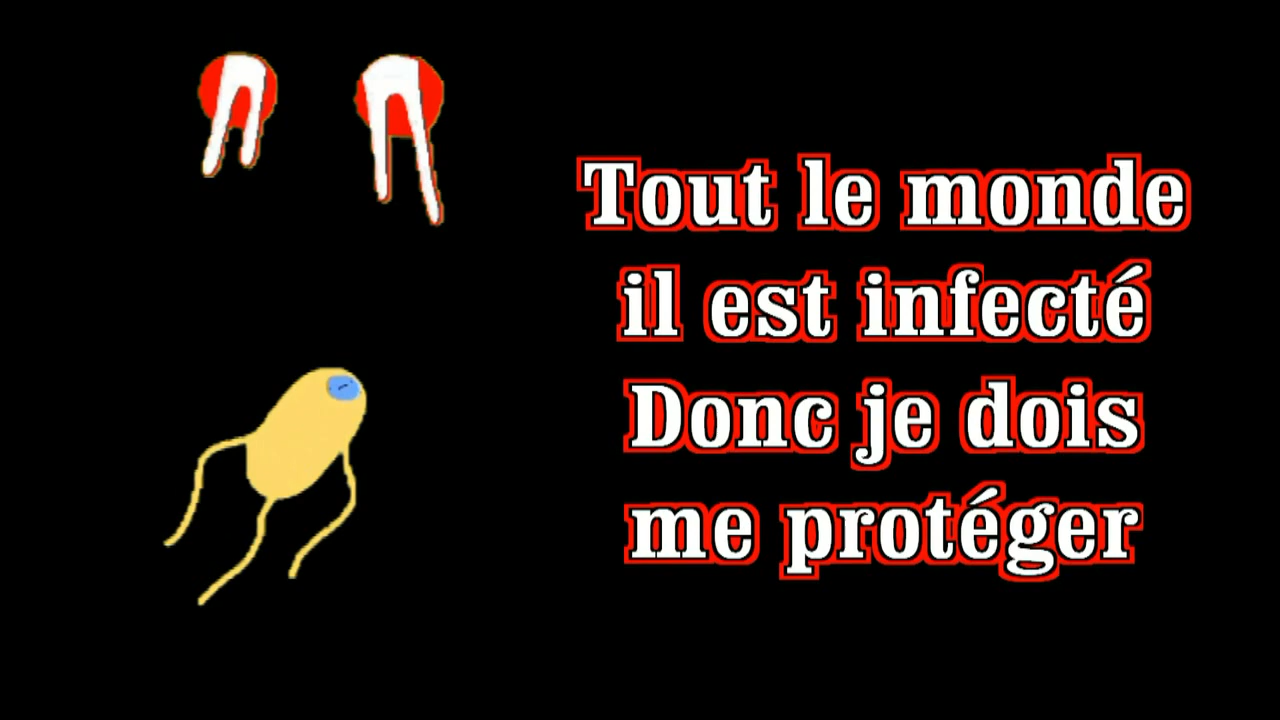 Tout le monde
il est infecté
Donc je dois
me protéger